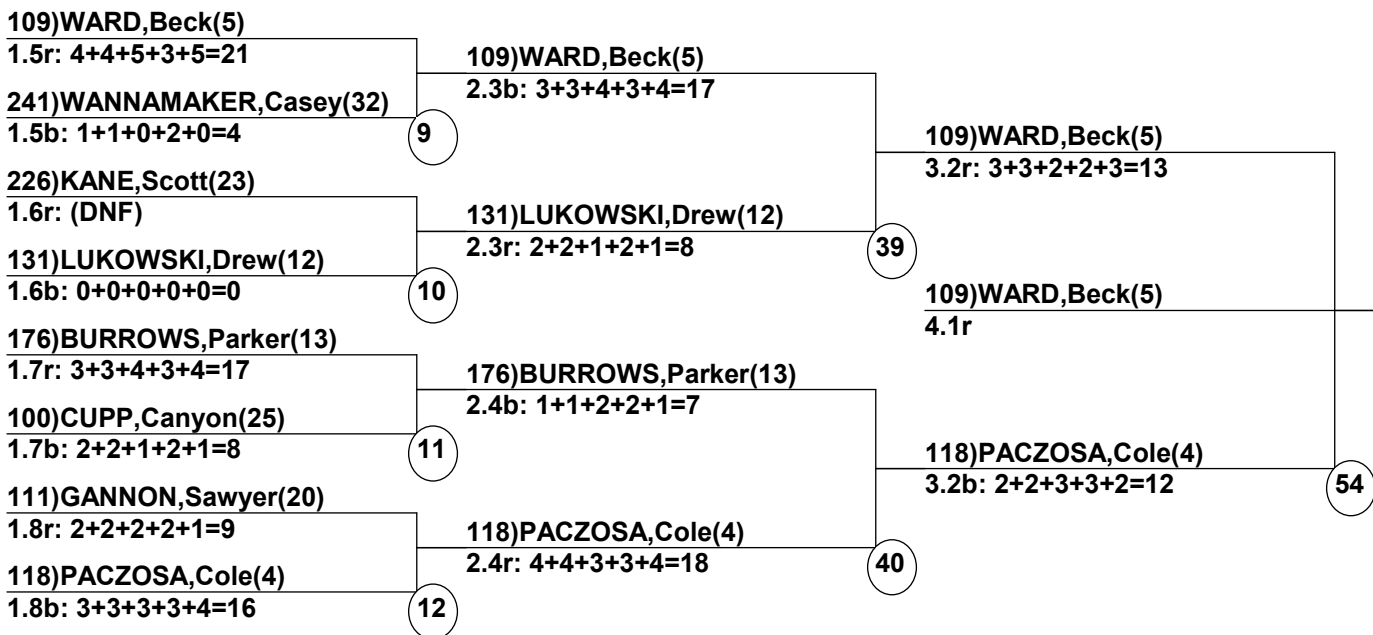 109)WARD,Beck(5)
1.5r: 4+4+5+3+5=21
241)WANNAMAKER,Casey(32)
1.5b: 1+1+0+2+0=4
9
226)KANE,Scott(23)
1.6r: (DNF)
131)LUKOWSKI,Drew(12)
1.6b: 0+0+0+0+0=0
10
176)BURROWS,Parker(13)
1.7r: 3+3+4+3+4=17
100)CUPP,Canyon(25)
1.7b: 2+2+1+2+1=8
11
111)GANNON,Sawyer(20)
1.8r: 2+2+2+2+1=9
118)PACZOSA,Cole(4)
1.8b: 3+3+3+3+4=16
12
109)WARD,Beck(5)
2.3b: 3+3+4+3+4=17
131)LUKOWSKI,Drew(12)
2.3r: 2+2+1+2+1=8
39
176)BURROWS,Parker(13)
2.4b: 1+1+2+2+1=7
118)PACZOSA,Cole(4)
2.4r: 4+4+3+3+4=18
40
109)WARD,Beck(5)
3.2r: 3+3+2+2+3=13
109)WARD,Beck(5)
4.1r
118)PACZOSA,Cole(4)
3.2b: 2+2+3+3+2=12
54